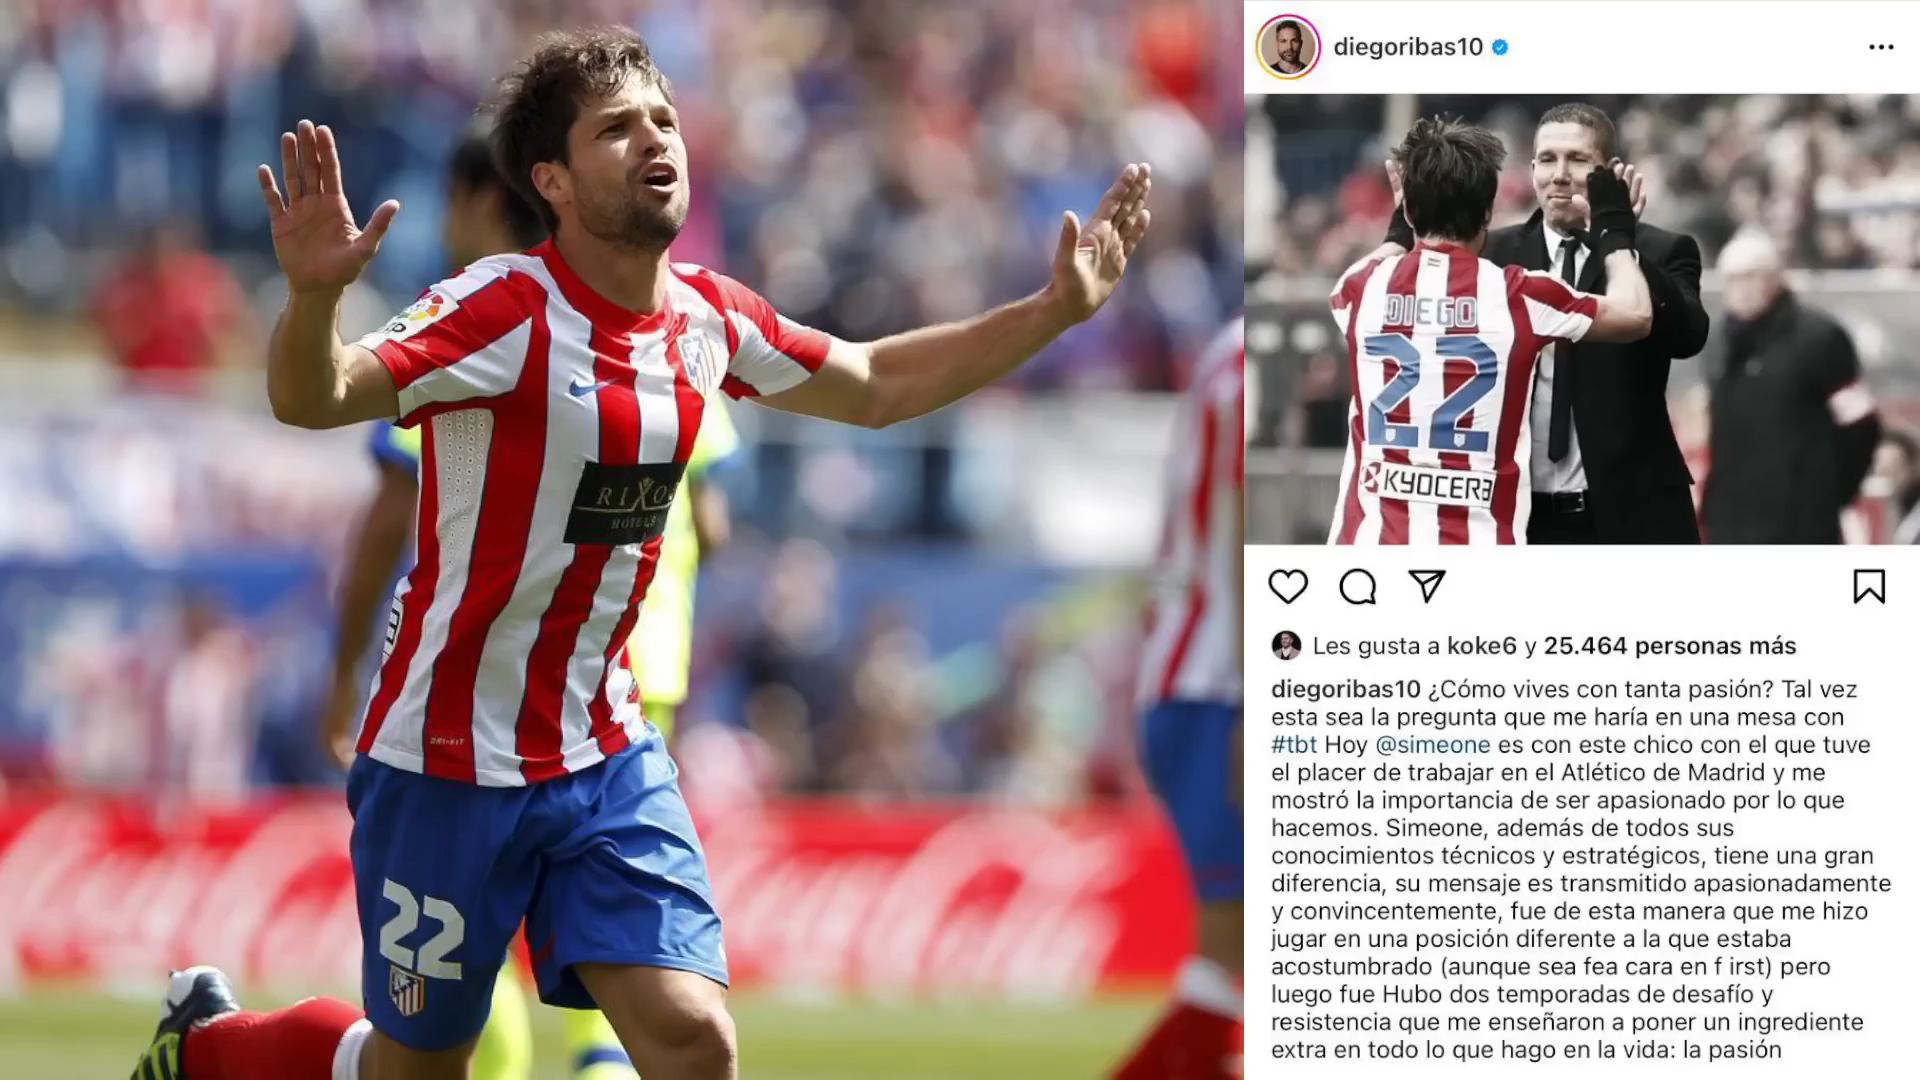 RIXO
HOTELS
DRI-FIT
22
diegoribas10
DIEGO
22
KYOCERA
Les gusta a koke6 y 25.464 personas más
diegoribas10 ¿Cómo vives con tanta pasión? Tal vez
esta sea la pregunta que me haría en una mesa con
#tbt Hoy @simeone es con este chico con el que tuve
el placer de trabajar en el Atlético de Madrid y me
mostró la importancia de ser apasionado por lo que
hacemos. Simeone, además de todos sus
conocimientos técnicos y estratégicos, tiene una gran
diferencia, su mensaje es transmitido apasionadamente
y convincentemente, fue de esta manera que me hizo
jugar en una posición diferente a la que estaba
acostumbrado (aunque sea fea cara en f irst) pero
luego fue Hubo dos temporadas de desafío y
resistencia que me enseñaron a poner un ingrediente
extra en todo lo que hago en la vida: la pasión